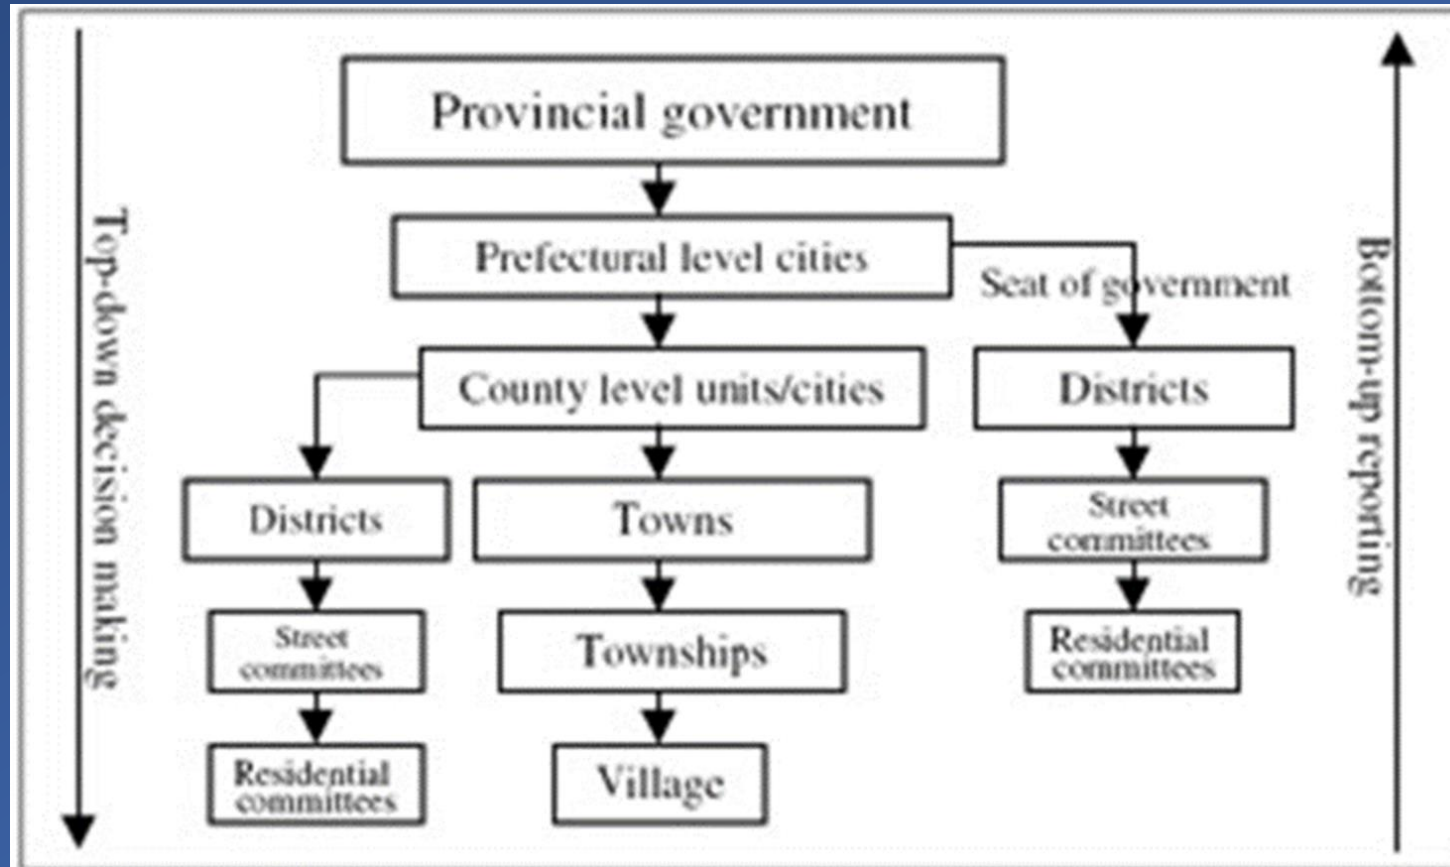 Provincial government
Top-down decision making
Prefectural level cities
Seat of government
Bottom-up reporting
County level units/cities
Districts
Districts
Towns
Street
committees
Street
committees
Townships
Residential
committees
Residential
committees
Village